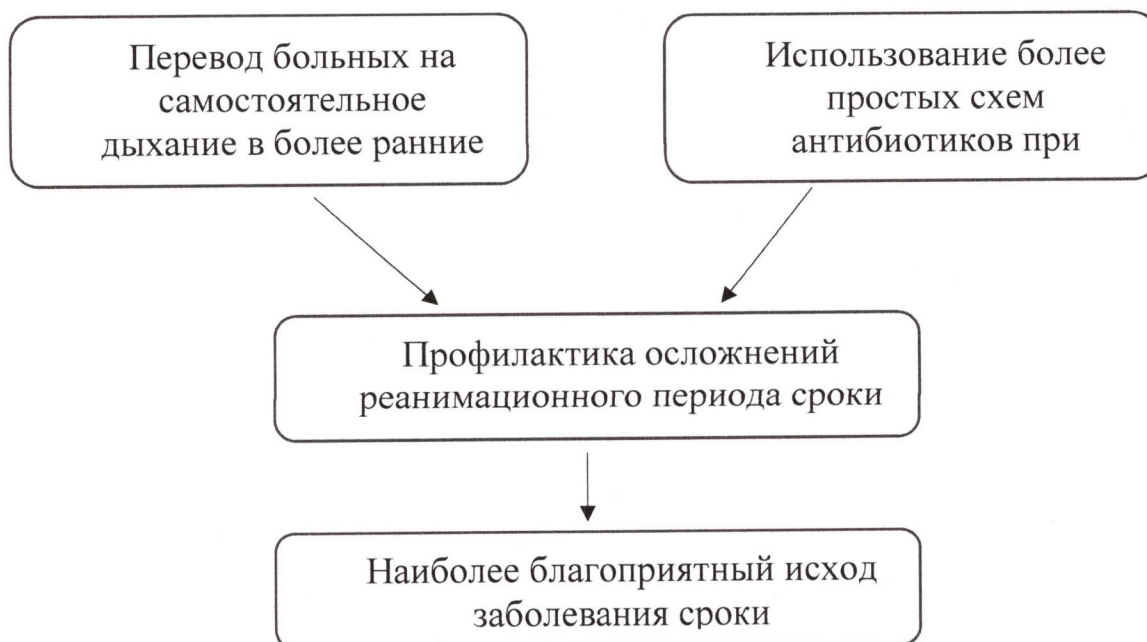 Перевод больных на
самостоятельное
дыхание в более ранние
Использование более
простых схем
антибиотиков при
Профилактика осложнений
реанимационного периода сроки
Наиболее благоприятный исход
заболевания сроки